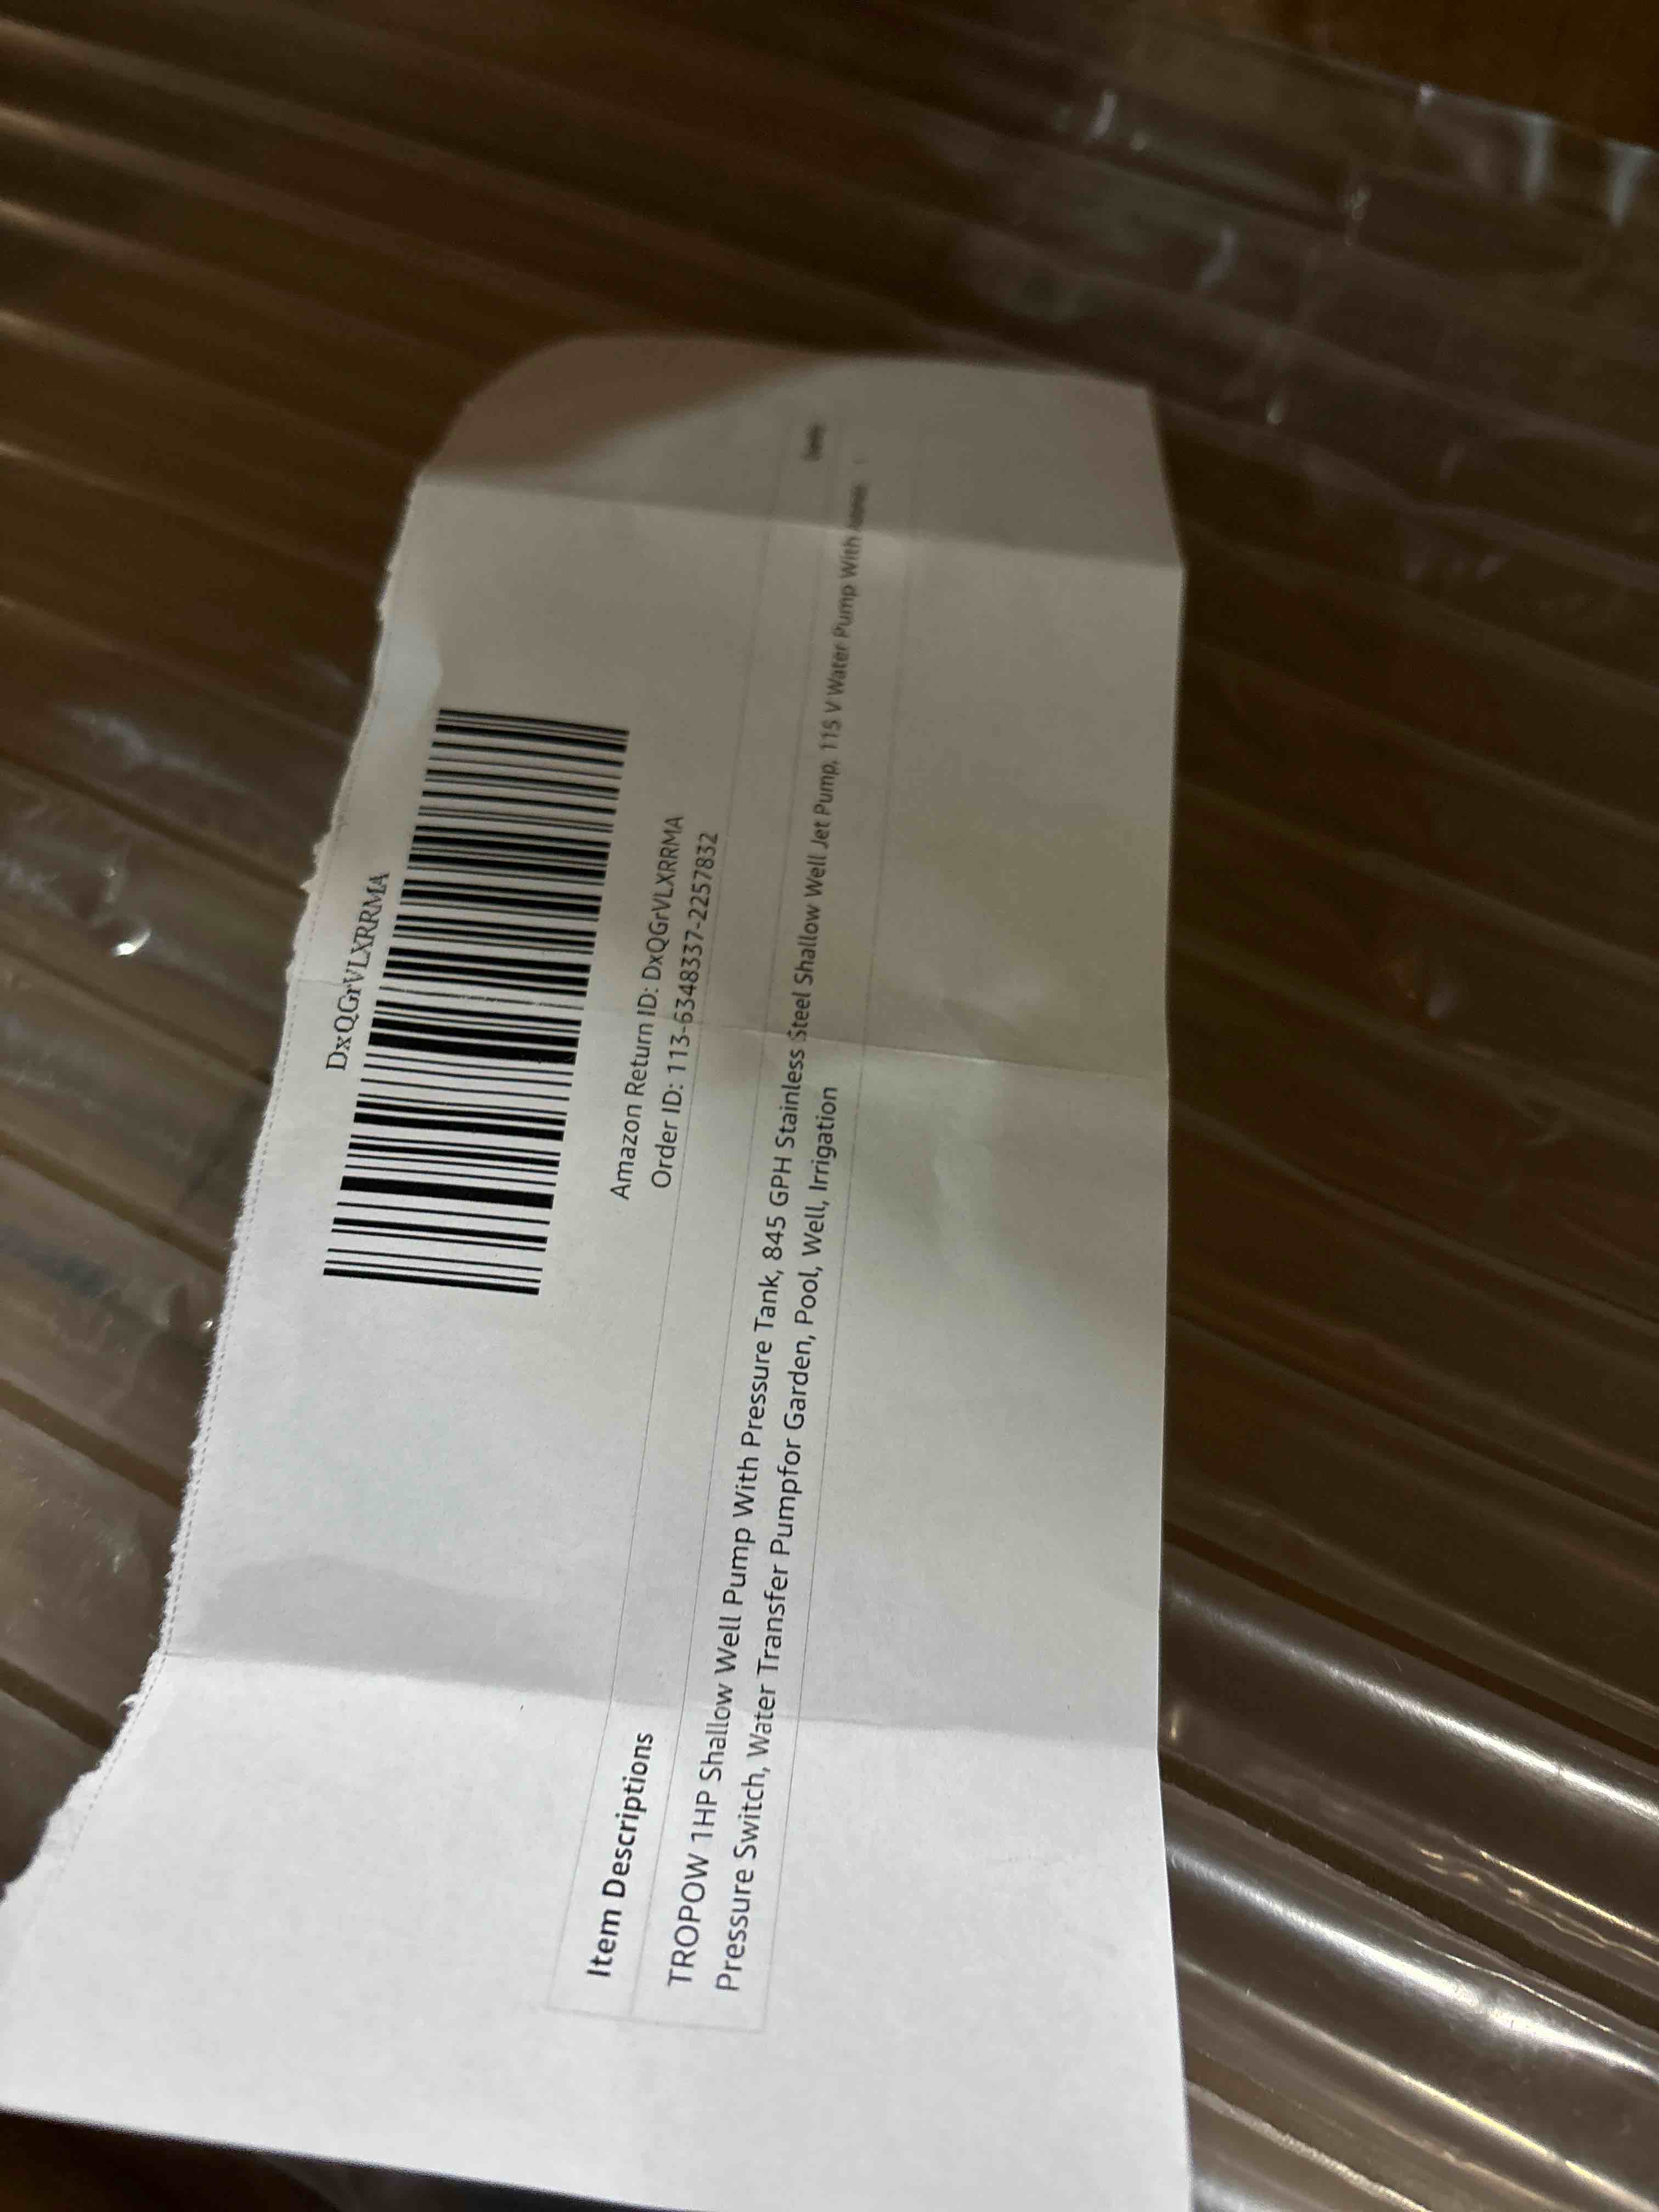 DxQGrVLXRRMA
Amazon Return ID: DxQGrVLXRRMA
Order ID: 113-6348337-2257832
Item Descriptions
TROPOW 1HP Shallow Well Pump With Pressure Tank, 845 GPH Stainless Steel Shallow Well Jet Pump, 115 V Water Pump With
Pressure Switch, Water Transfer Pumpfor Garden, Pool, Well, Irrigation